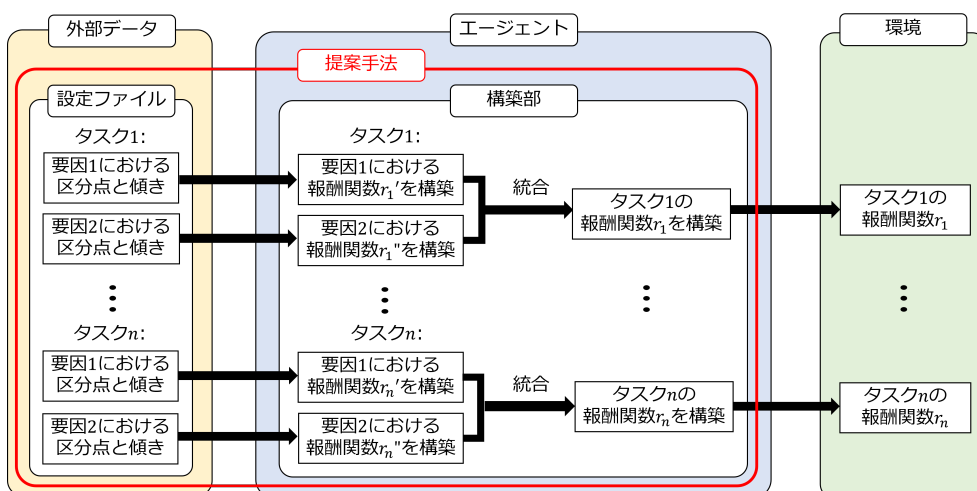 外部データ
エージェント
環境
提案手法
設定ファイル
構築部
タスク1:
要因1における
区分点と傾き
要因2における
区分点と傾き
⋮
タスクn:
要因1における
区分点と傾き
要因2における
区分点と傾き
タスク1:
要因1における
報酬関数r₁′を構築
要因2における
報酬関数r₁″を構築
⋮
タスクn:
要因1における
報酬関数rₙ′を構築
要因2における
報酬関数rₙ″を構築
統合
タスク1の
報酬関数r₁を構築
⋮
統合
タスクnの
報酬関数rₙを構築
タスク1の
報酬関数r₁
⋮
タスクnの
報酬関数rₙ